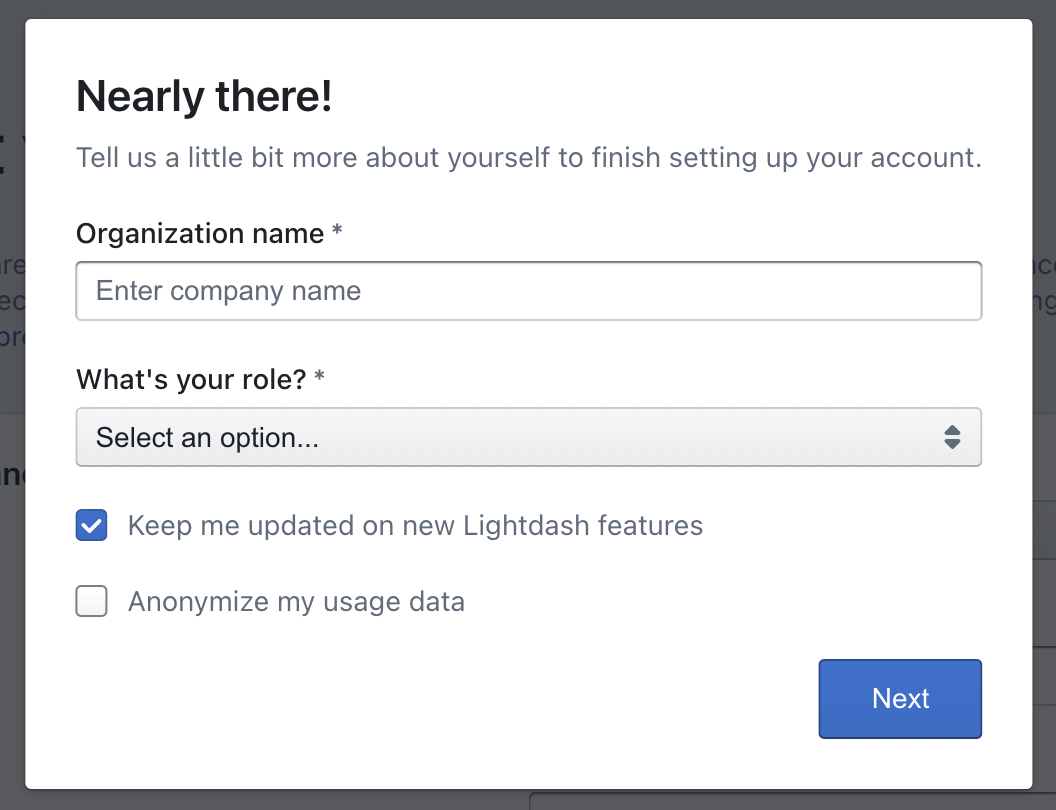 Nearly there!
Tell us a little bit more about yourself to finish setting up your account.
Organization name *
Enter company name
What's your role? *
Select an option...
Keep me updated on new Lightdash features
Anonymize my usage data
Next